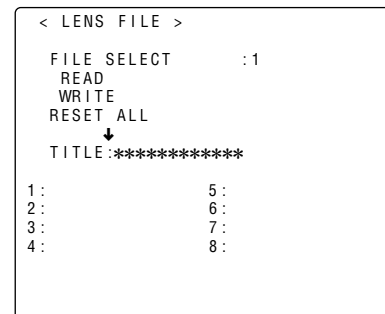 < LENS FILE >
FILE SELECT :1
READ
WRITE
RESET ALL
↓
TITLE:************
1: 5:
2: 6:
3: 7:
4: 8: